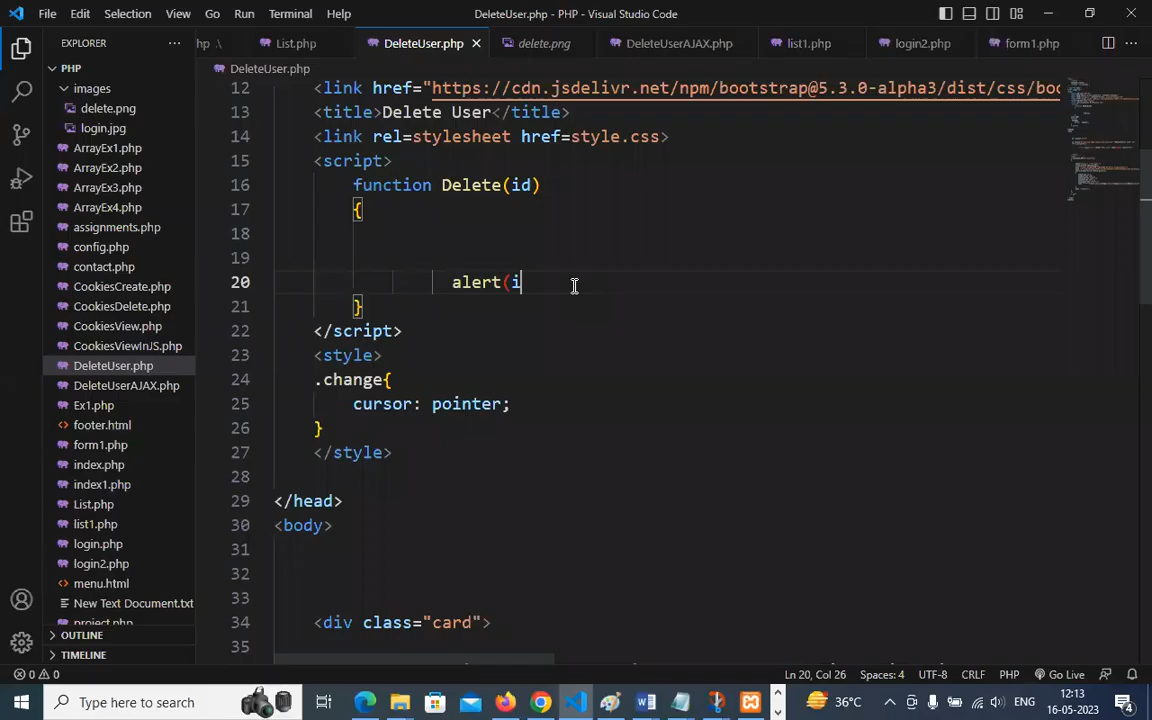 File Edit Selection View Go Run Terminal Help DeleteUser.php - PHP - Visual Studio Code
EXPLORER
hp List.php DeleteUser.php delete.png DeleteUserAJAX.php list1.php login2.php form1.php
PHP
images
delete.png
login.jpg
ArrayEx1.php
ArrayEx2.php
ArrayEx3.php
ArrayEx4.php
assignments.php
config.php
contact.php
CookiesCreate.php
CookiesDelete.php
CookiesView.php
CookiesViewInJS.php
DeleteUser.php
DeleteUserAJAX.php
Ex1.php
footer.html
form1.php
index.php
index1.php
List.php
list1.php
login.php
login2.php
menu.html
New Text Document.txt
project.php
OUTLINE
TIMELINE
DeleteUser.php
12 <link href="https://cdn.jsdelivr.net/npm/bootstrap@5.3.0-alpha3/dist/css/boo
13 <title>Delete User</title>
14 <link rel=stylesheet href=style.css>
15 <script>
16 function Delete(id)
17 {
18
19
20 alert(i
21 }
22 </script>
23 <style>
24 .change{
25 cursor: pointer;
26 }
27 </style>
28
29 </head>
30 <body>
31
32
33
34 <div class="card">
35
0 0 Ln 20, Col 26 Spaces: 4 UTF-8 CRLF PHP Go Live
Type here to search 36°C ENG 12:13
16-05-2023 4